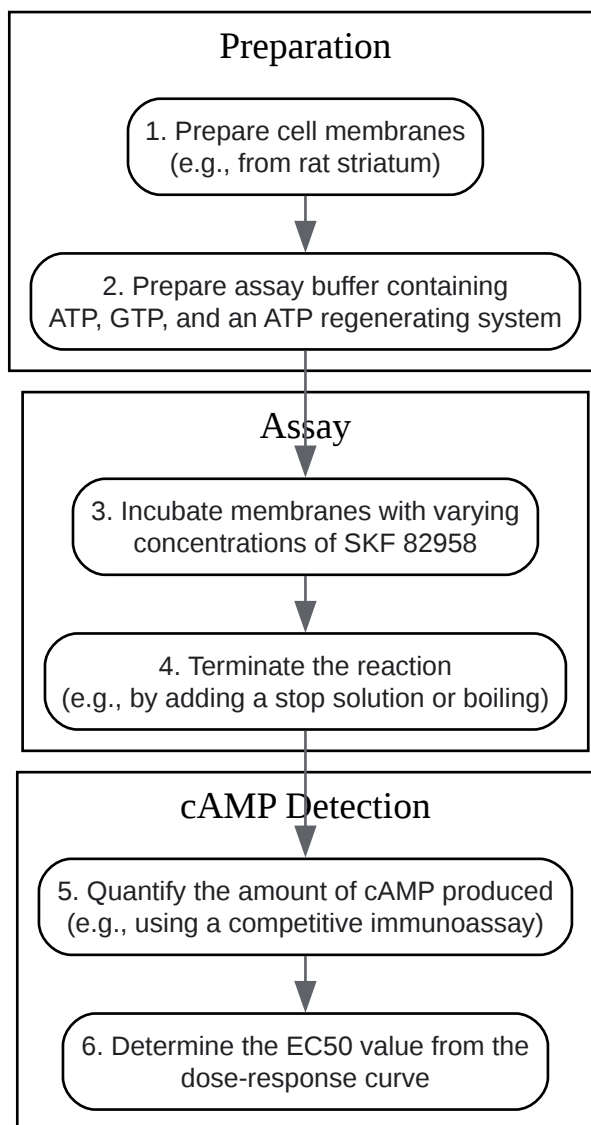 Preparation
1. Prepare cell membranes
(e.g., from rat striatum)
2. Prepare assay buffer containing
ATP, GTP, and an ATP regenerating system
Assay
3. Incubate membranes with varying
concentrations of SKF 82958
4. Terminate the reaction
(e.g., by adding a stop solution or boiling)
cAMP Detection
5. Quantify the amount of cAMP produced
(e.g., using a competitive immunoassay)
6. Determine the EC50 value from the
dose-response curve